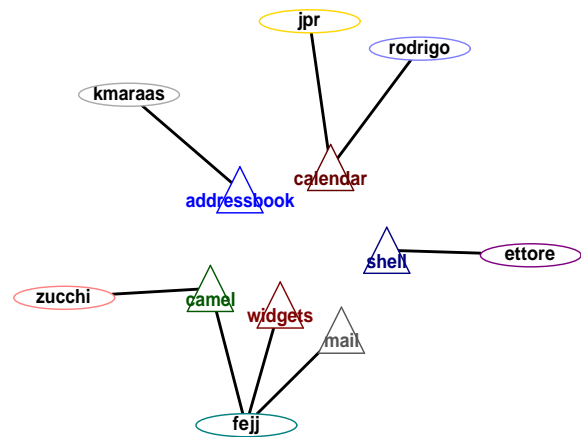 jpr
rodrigo
kmaraas
calendar
addressbook
ettore
shell
zucchi
camel
widgets
mail
fejj